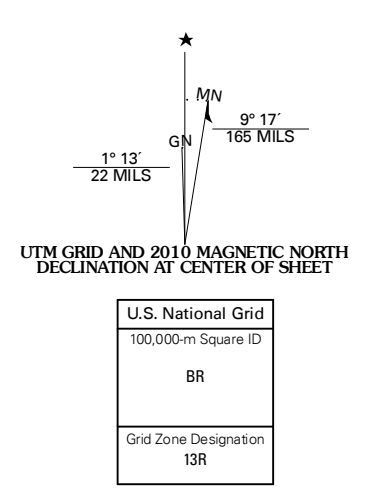 ★
MN
GN
9° 17´
165 MILS
1° 13´
22 MILS
UTM GRID AND 2010 MAGNETIC NORTH
DECLINATION AT CENTER OF SHEET
U.S. National Grid
100,000-m Square ID
BR
Grid Zone Designation
13R